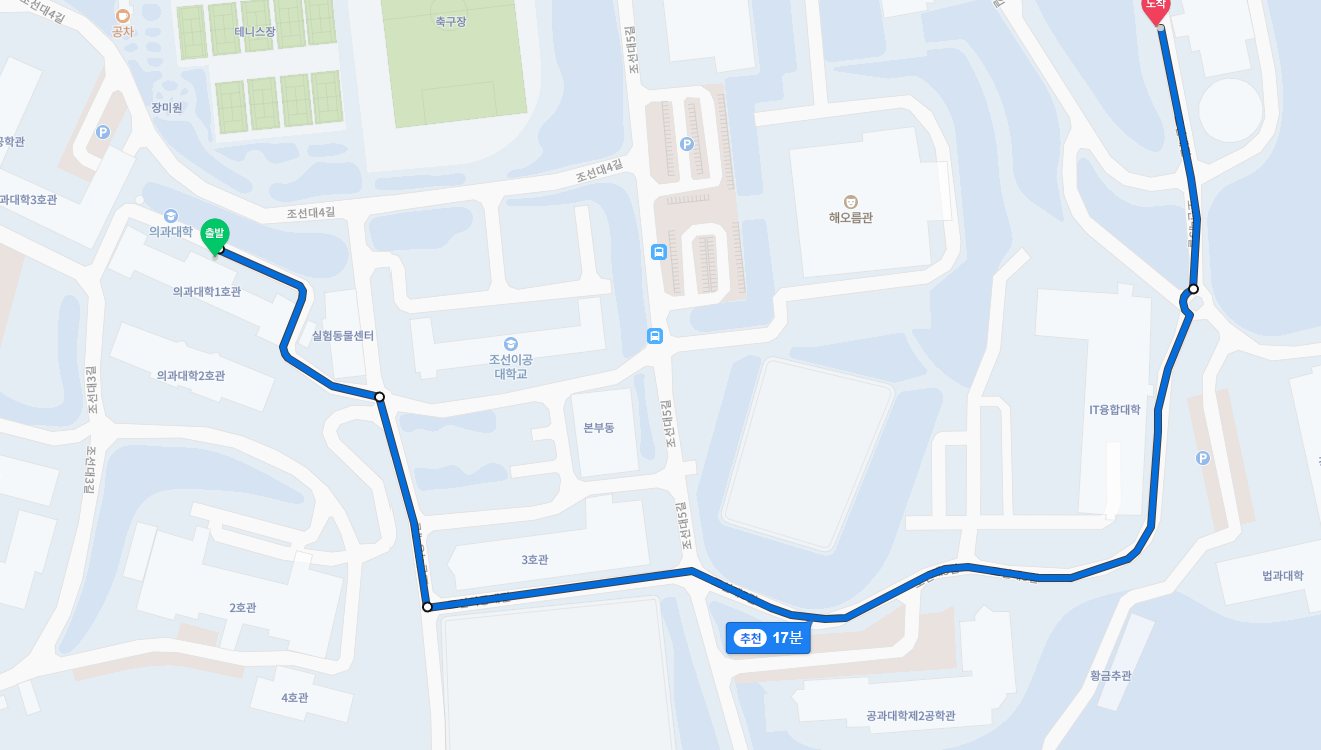 조선대4길
도착
공차
테니스장
축구장
조선대5길
장미원
P
P
공학관
조선대4길
과대학3호관
조선대4길
해오름관
의과대학
출발
의과대학1호관
실험동물센터
조선이공
대학교
의과대학2호관
조선대3길
조선대5길
IT융합대학
본부동
조선대3길
P
조선대5길
3호관
법과대학
2호관
추천 17분
황금추관
4호관
공과대학제2공학관